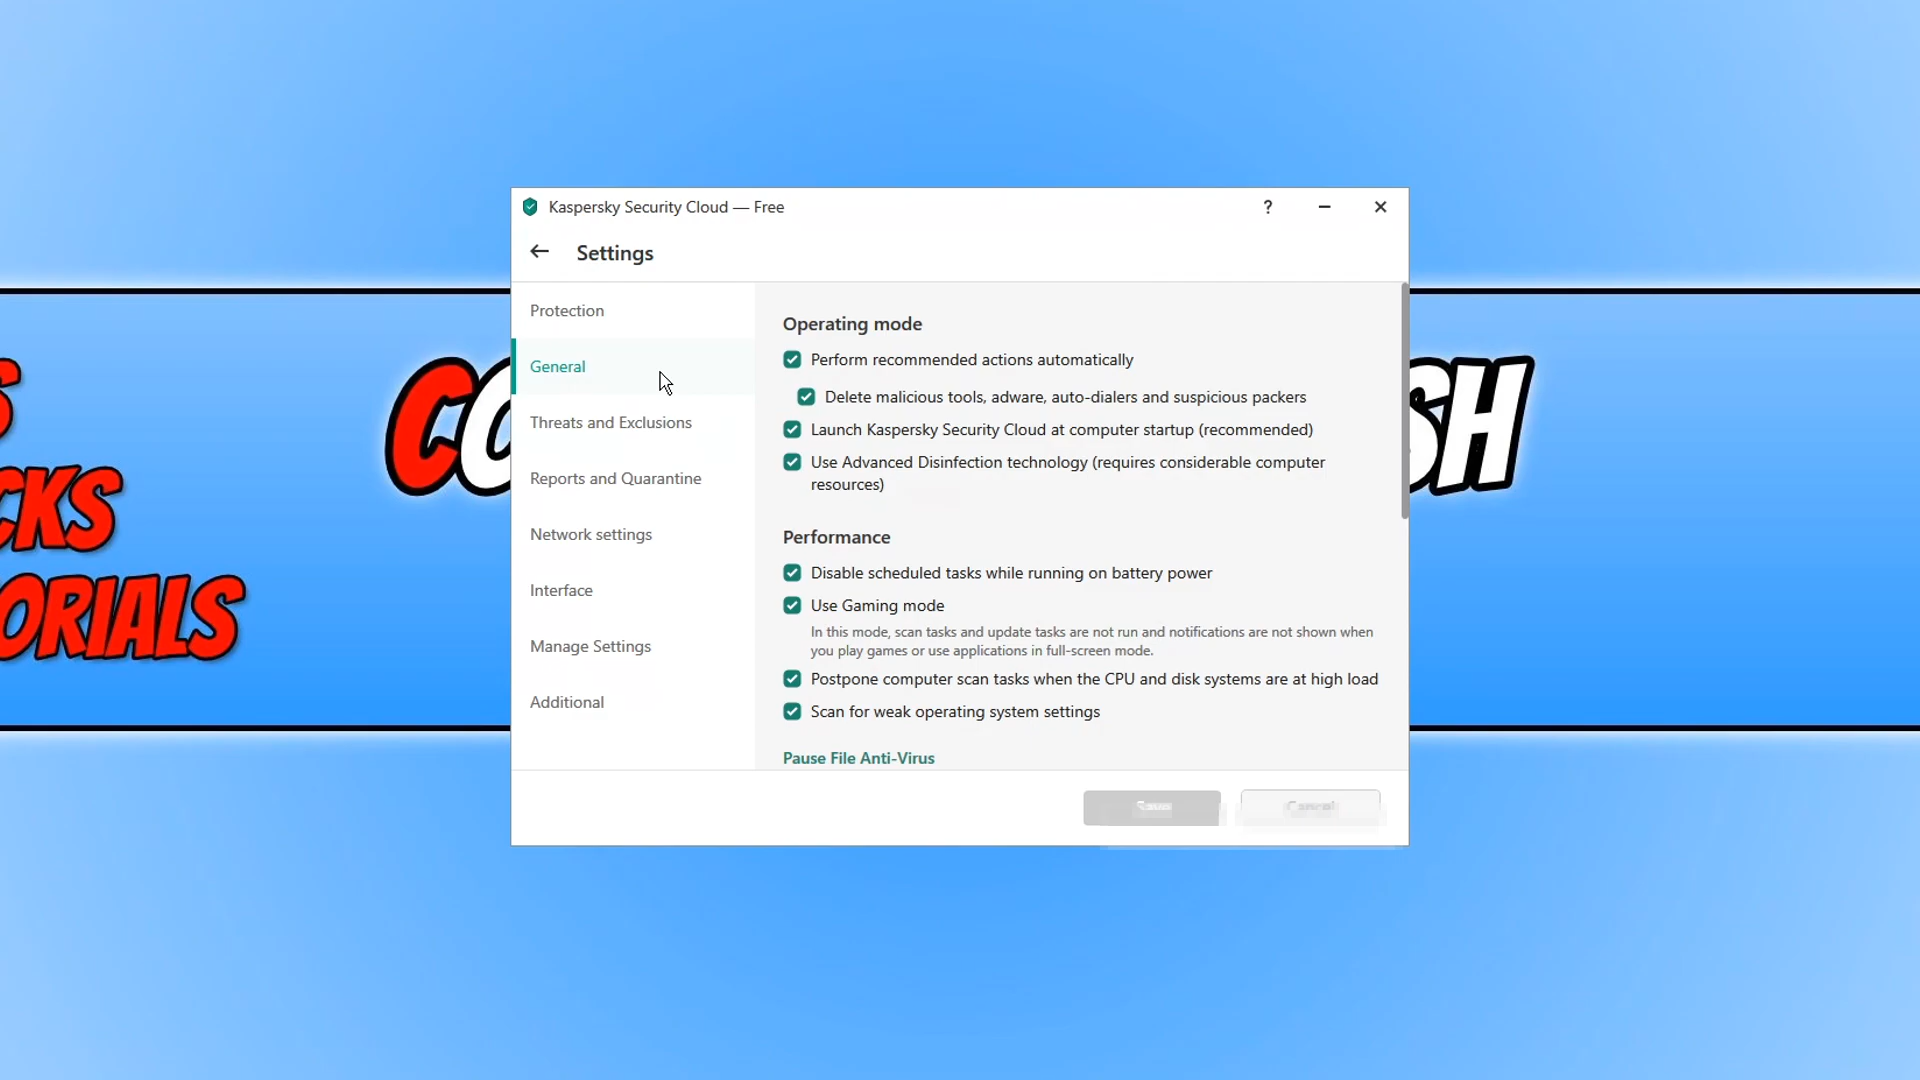 Kaspersky Security Cloud — Free
?
Settings
Protection
General
Threats and Exclusions
Reports and Quarantine
Network settings
Interface
Manage Settings
Additional
Operating mode
Perform recommended actions automatically
Delete malicious tools, adware, auto-dialers and suspicious packers
Launch Kaspersky Security Cloud at computer startup (recommended)
Use Advanced Disinfection technology (requires considerable computer
resources)
Performance
Disable scheduled tasks while running on battery power
Use Gaming mode
In this mode, scan tasks and update tasks are not run and notifications are not shown when
you play games or use applications in full-screen mode.
Postpone computer scan tasks when the CPU and disk systems are at high load
Scan for weak operating system settings
Pause File Anti-Virus
Save
Cancel